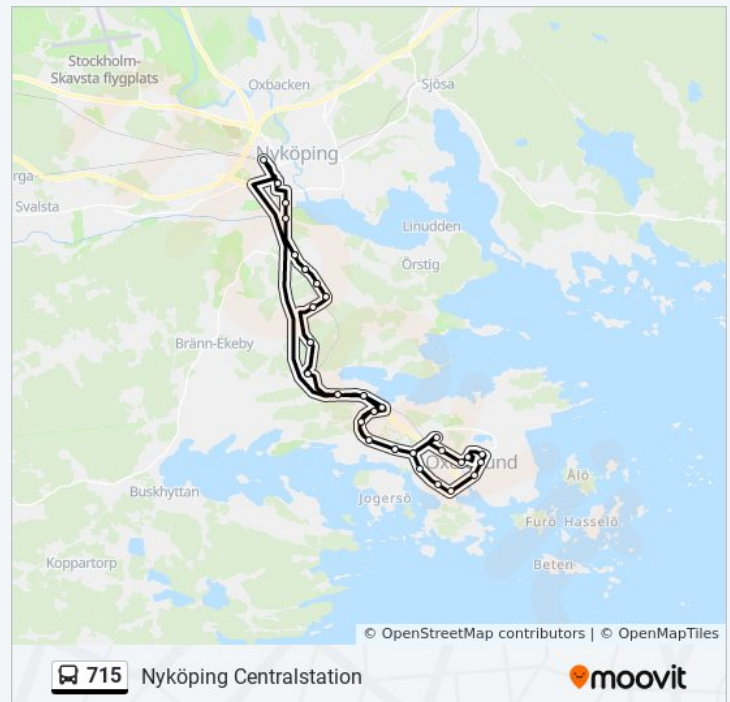 Stockholm-
Skavsta flygplats
Oxbacken
Sjösa
Nyköping
rga
Svalsta
Linudden
Örstig
Bränn-Ekeby
Buskhyttan
Jogersö
Ålö
Furö Hasselö
Beten
Koppartorp
© OpenStreetMap contributors | © OpenMapTiles
715 Nyköping Centralstation
moovit